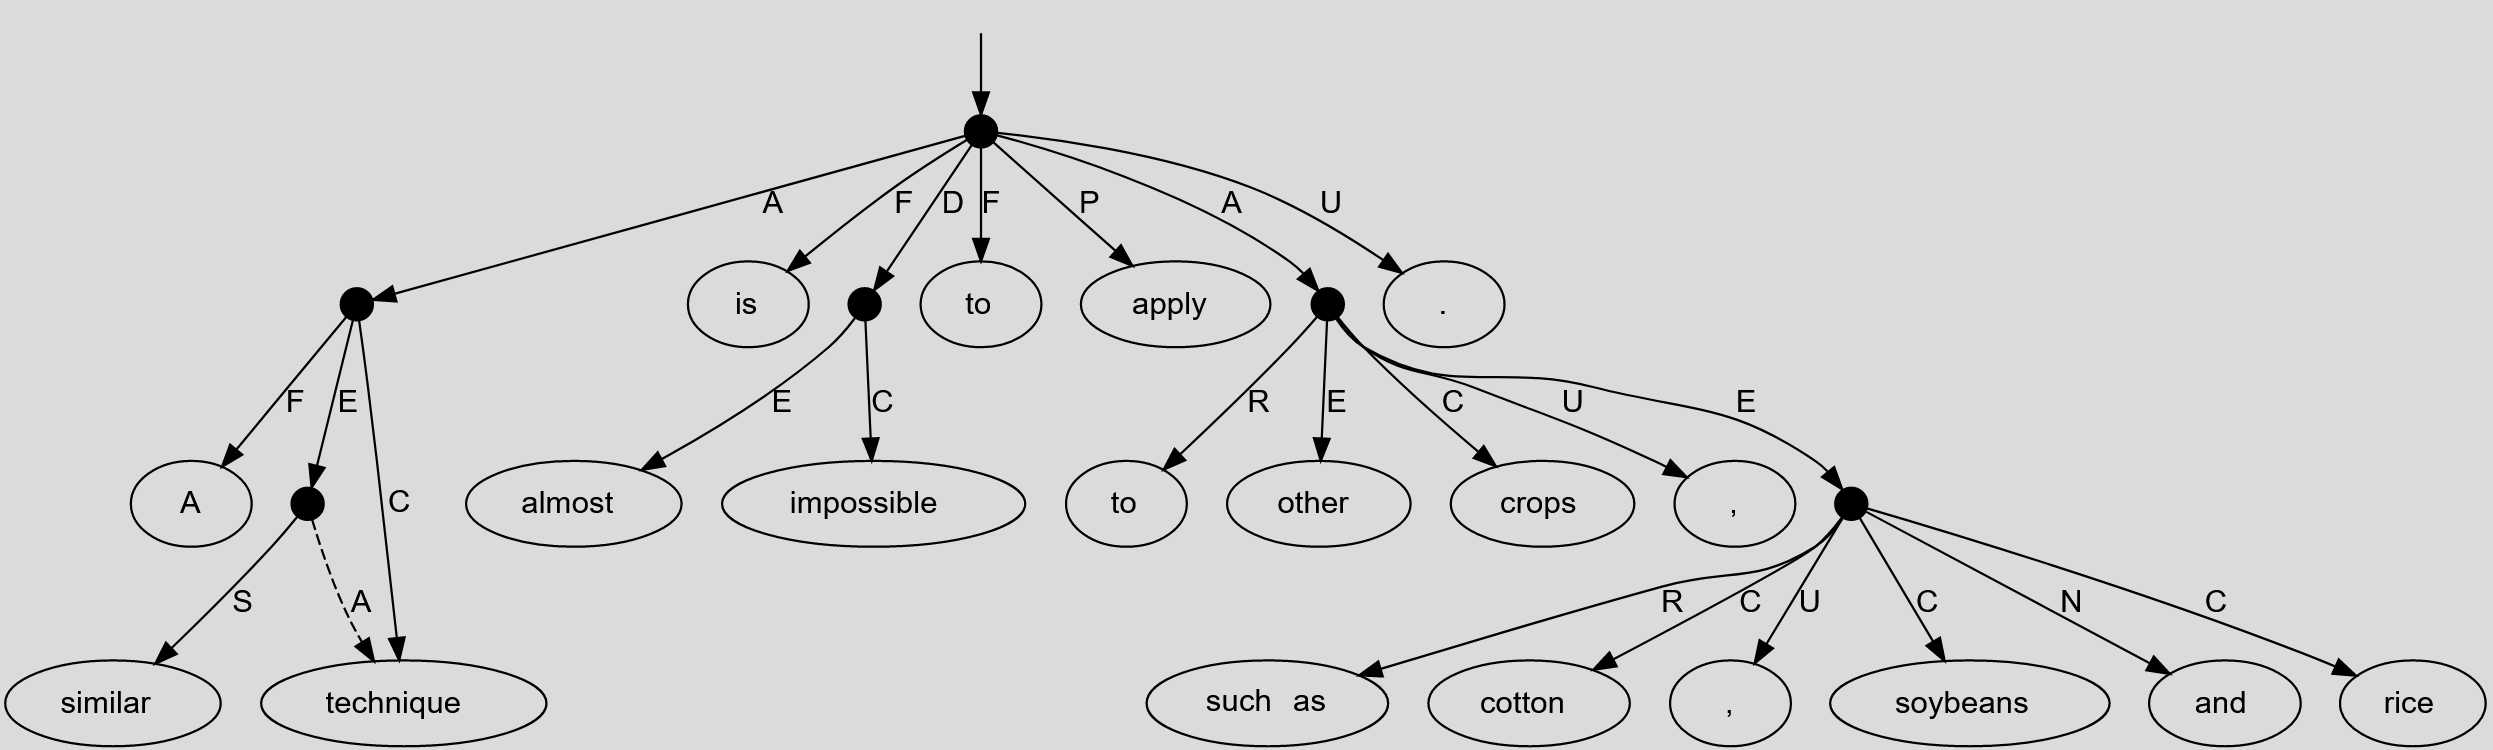 A F D F P A U
is to apply .
F E C E C R E C U E
A almost impossible to other crops ,
S A R C U C N C
similar technique such as cotton , soybeans and rice